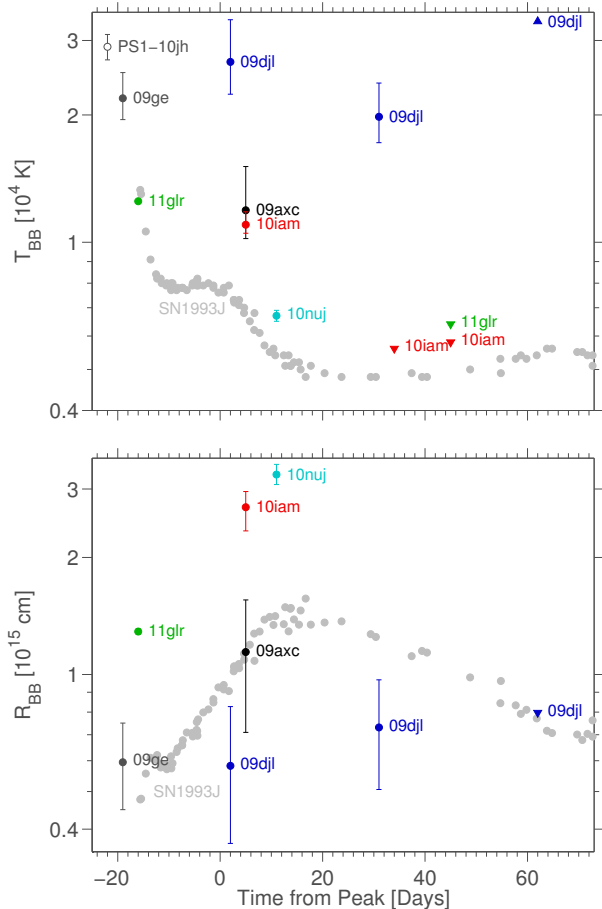 3
PS1−10jh
09djl
09djl
09ge
2
09djl
11glr
09axc
10iam
1
T_BB [10^4 K]
SN1993J
10nuj
11glr
10iam
10iam
0.4
3
10nuj
10iam
2
11glr
09axc
1
R_BB [10^15 cm]
09djl
09ge
09djl
09djl
SN1993J
0.4
−20 0 20 40 60
Time from Peak [Days]